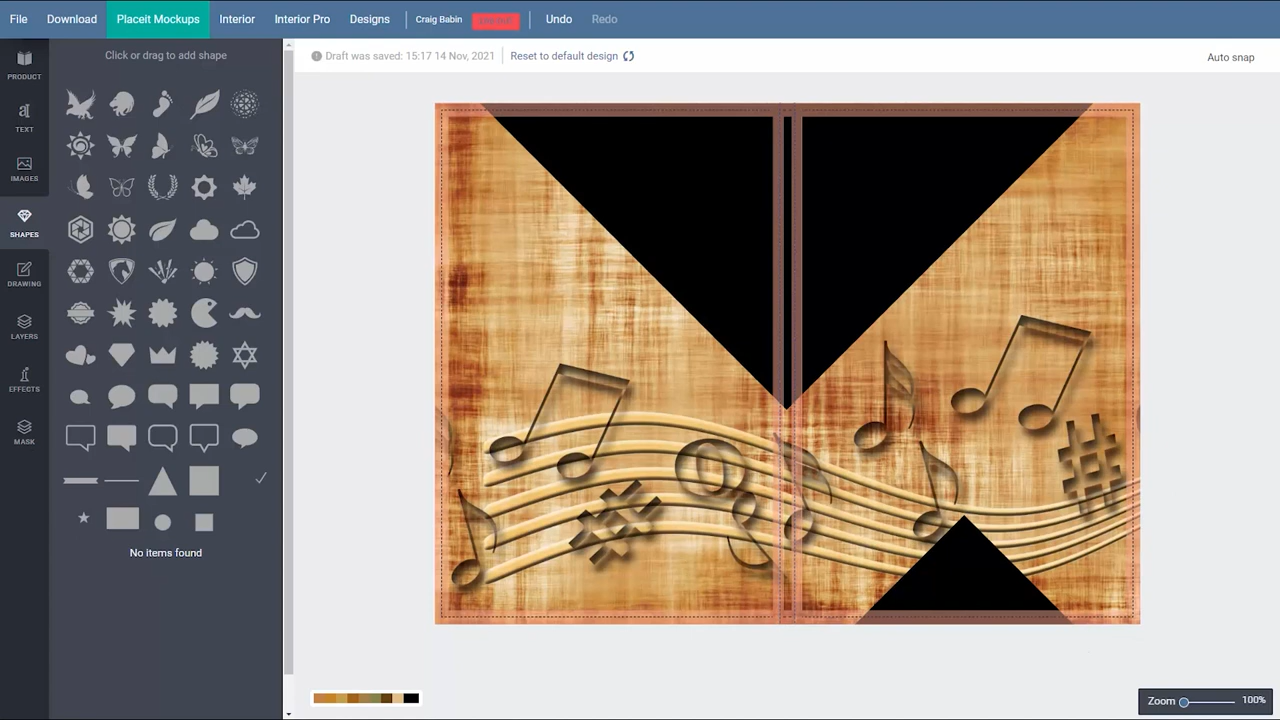 File Download Placeit Mockups Interior Interior Pro Designs Craig Babin Undo Redo
Click or drag to add shape
Draft was saved: 15:17 14 Nov, 2021 Reset to default design
Auto snap
PRODUCT
TEXT
IMAGES
SHAPES
DRAWING
LAYERS
EFFECTS
MASK
No items found
Zoom 100%